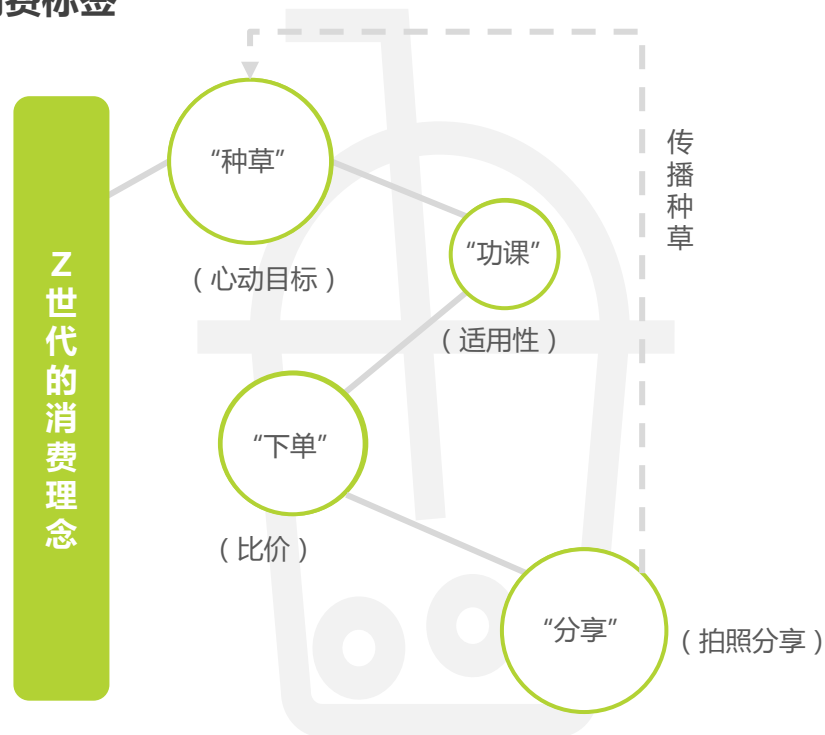 消费标签
Z世代的消费理念
“种草”
（心动目标）
“功课”
（适用性）
传播种草
“下单”
（比价）
“分享”
（拍照分享）